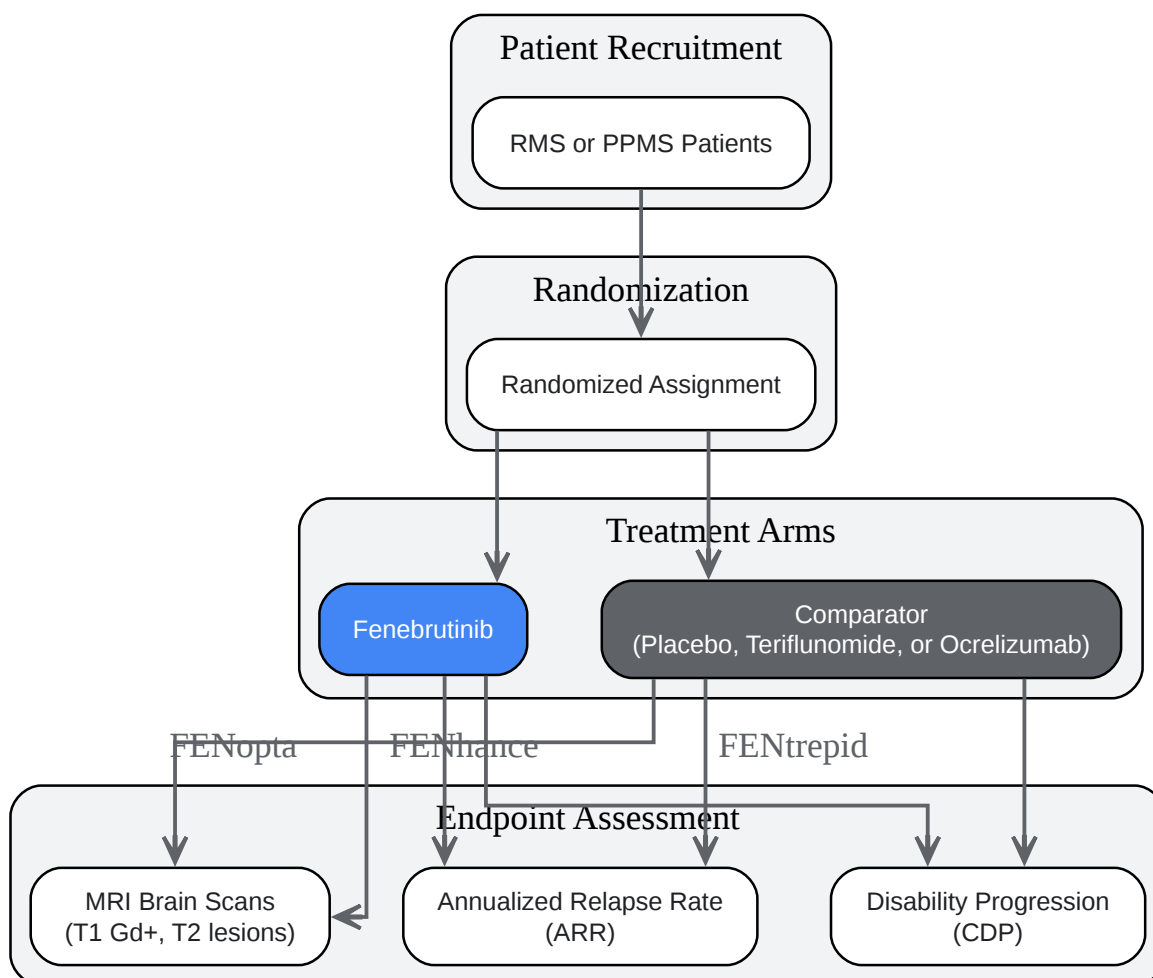 Patient Recruitment
RMS or PPMS Patients
Randomization
Randomized Assignment
Treatment Arms
Fenebrutinib
Comparator
(Placebo, Teriflunomide, or Ocrelizumab)
FENopta
FENhance
FENtrepid
Endpoint Assessment
MRI Brain Scans
(T1 Gd+, T2 lesions)
Annualized Relapse Rate
(ARR)
Disability Progression
(CDP)